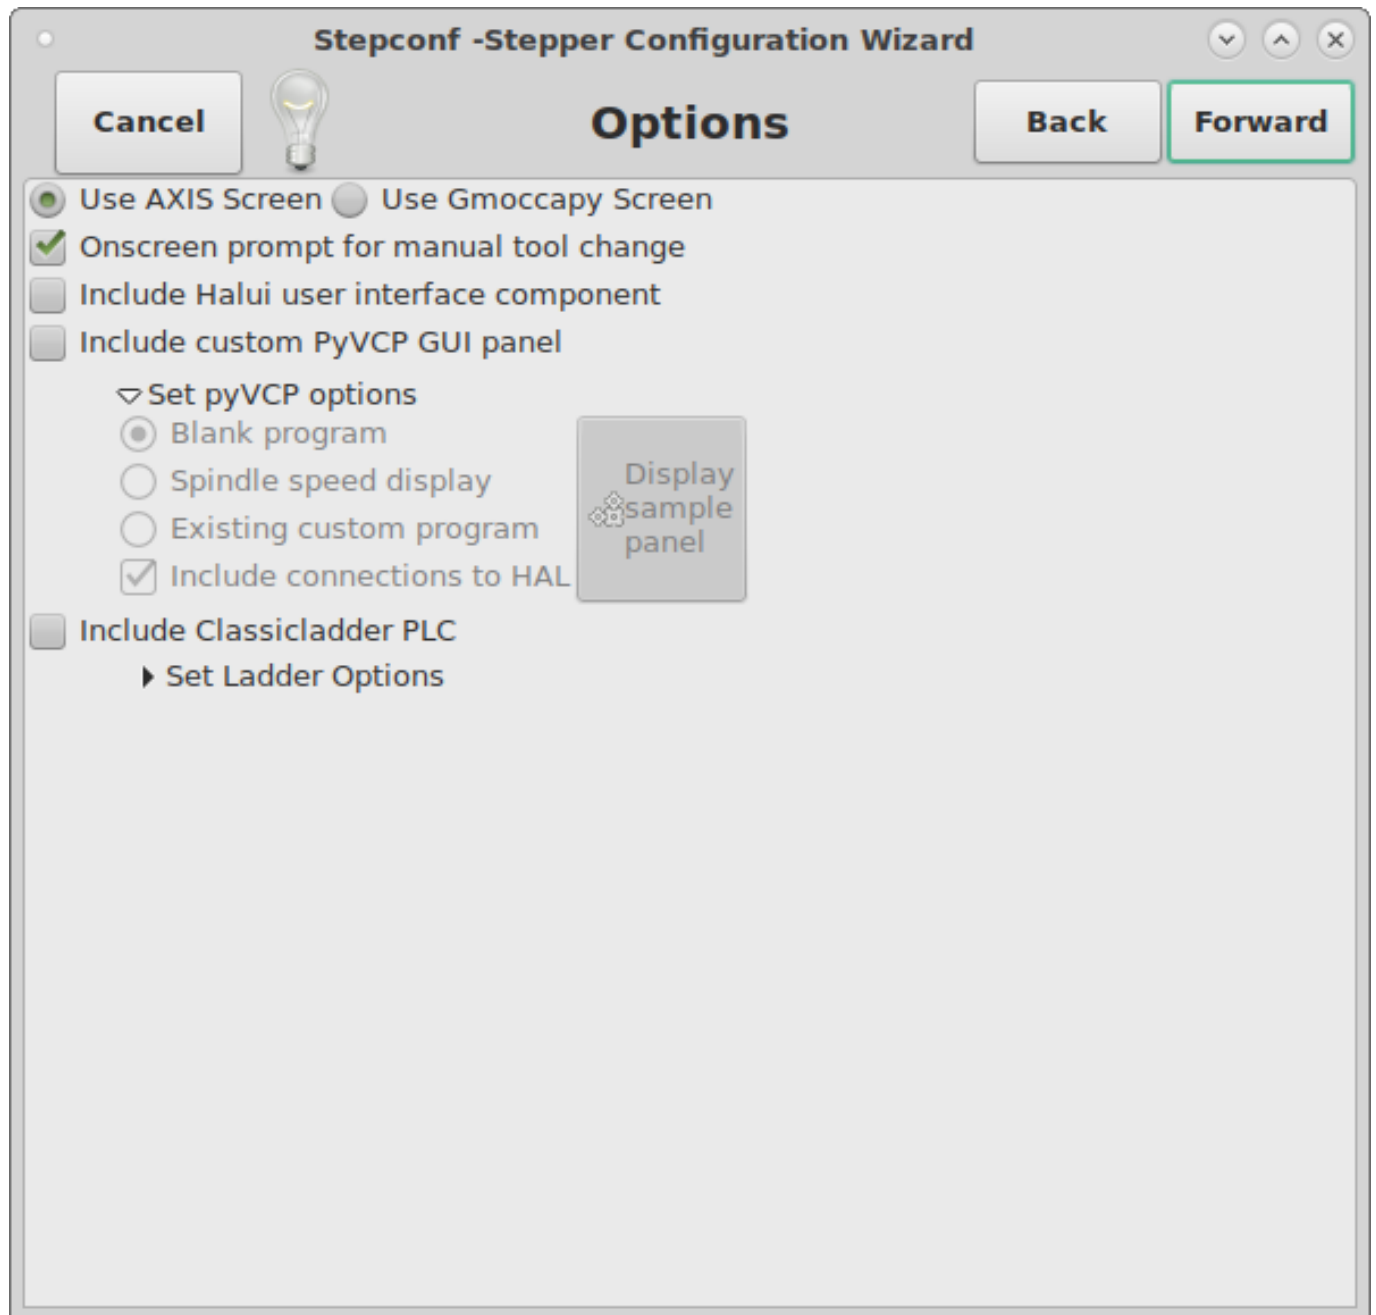 Stepconf -Stepper Configuration Wizard
Cancel
Options
Back
Forward
Use AXIS Screen
Use Gmoccapy Screen
Onscreen prompt for manual tool change
Include Halui user interface component
Include custom PyVCP GUI panel
Set pyVCP options
Blank program
Spindle speed display
Existing custom program
Include connections to HAL
Display
sample
panel
Include Classicladder PLC
Set Ladder Options